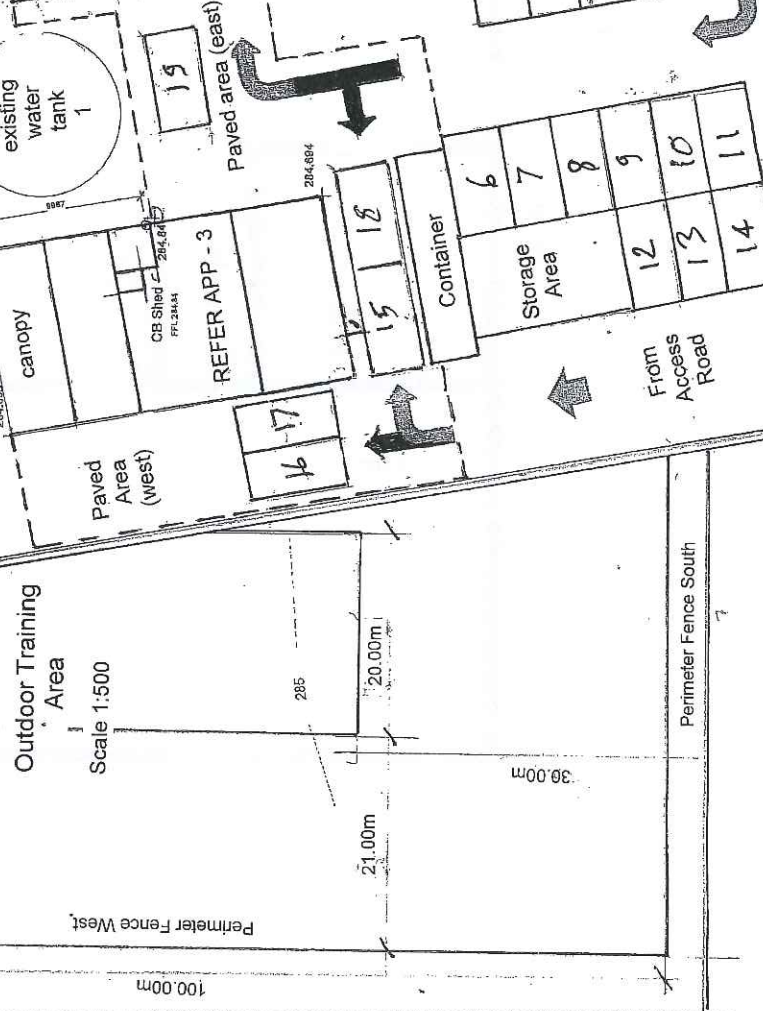 existing
water
tank
1
19
Paved area (east)
9987
canopy
CB Shed
FFL284.84
284.84
REFER APP - 3
284.694
15
18
Container
6
7
8
9
10
11
Storage
Area
12
13
14
From
Access
Road
Paved
Area
(west)
16
17
Outdoor Training
Area
Scale 1:500
285
20.00m
21.00m
30.00m
Perimeter Fence South
Perimeter Fence West
100.00m